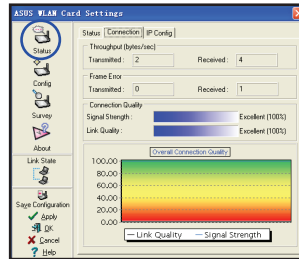 ASUS WLAN Card Settings
Status
Config
Survey
About
Link State
Save Configuration
Apply
OK
Cancel
Help
Status Connection IP Config
Throughput (bytes/sec)
Transmitted : 2 Received : 4
Frame Error
Transmitted : 0 Received : 1
Connection Quality
Signal Strength : Excellent (100%)
Link Quality : Excellent (100%)
Overall Connection Quality
100.00
80.00
60.00
40.00
20.00
0.00
Link Quality Signal Strength